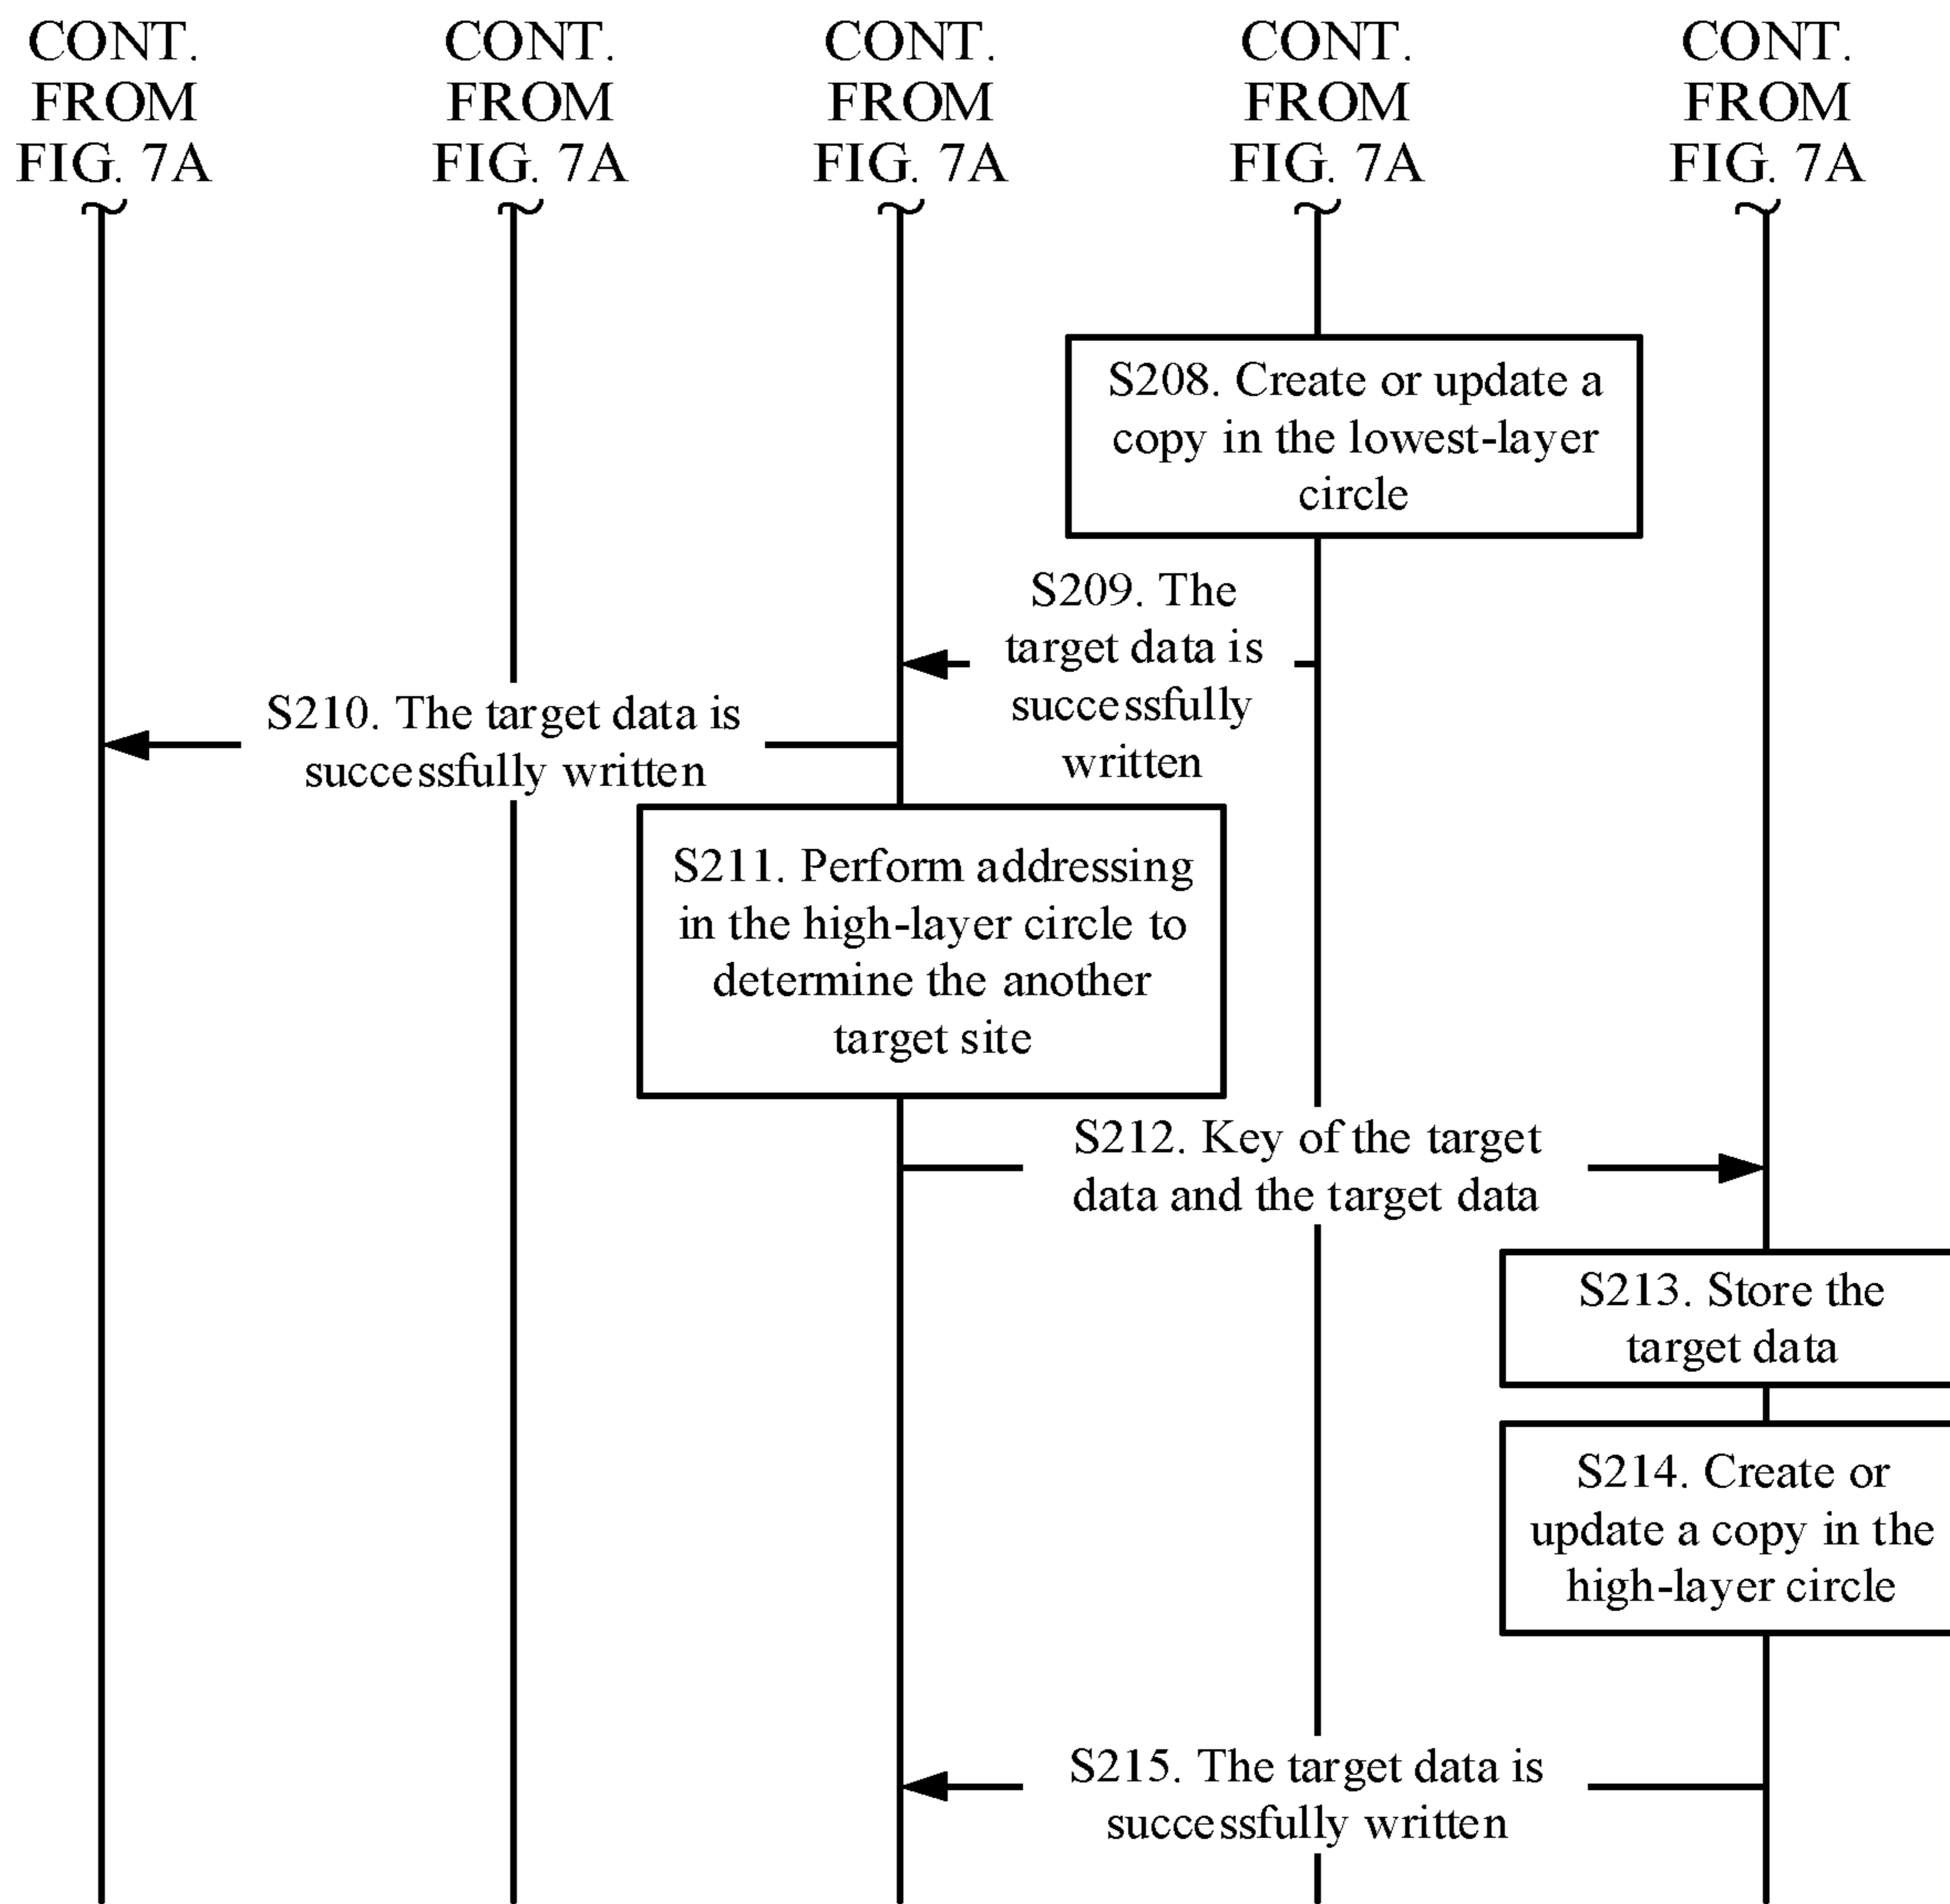 CONT.
FROM
FIG. 7A
CONT.
FROM
FIG. 7A
CONT.
FROM
FIG. 7A
CONT.
FROM
FIG. 7A
CONT.
FROM
FIG. 7A
S208. Create or update a
copy in the lowest-layer
circle
S209. The
target data is
successfully
written
S210. The target data is
successfully written
S211. Perform addressing
in the high-layer circle to
determine the another
target site
S212. Key of the target
data and the target data
S213. Store the
target data
S214. Create or
update a copy in the
high-layer circle
S215. The target data is
successfully written